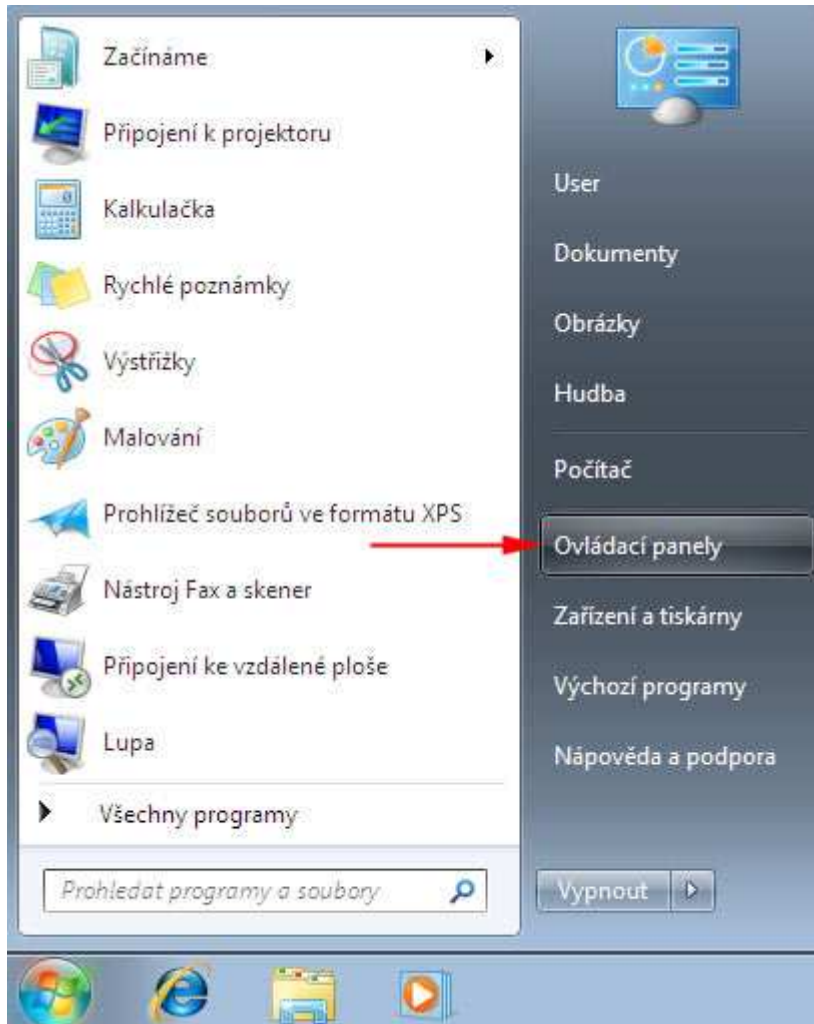 Začínáme
Připojení k projektoru
Kalkulačka
Rychlé poznámky
Výstřižky
Malování
Prohlížeč souborů ve formátu XPS
Nástroj Fax a skener
Připojení ke vzdálené ploše
Lupa
Všechny programy
Prohledat programy a soubory
User
Dokumenty
Obrázky
Hudba
Počítač
Ovládací panely
Zařízení a tiskárny
Výchozí programy
Nápověda a podpora
Vypnout